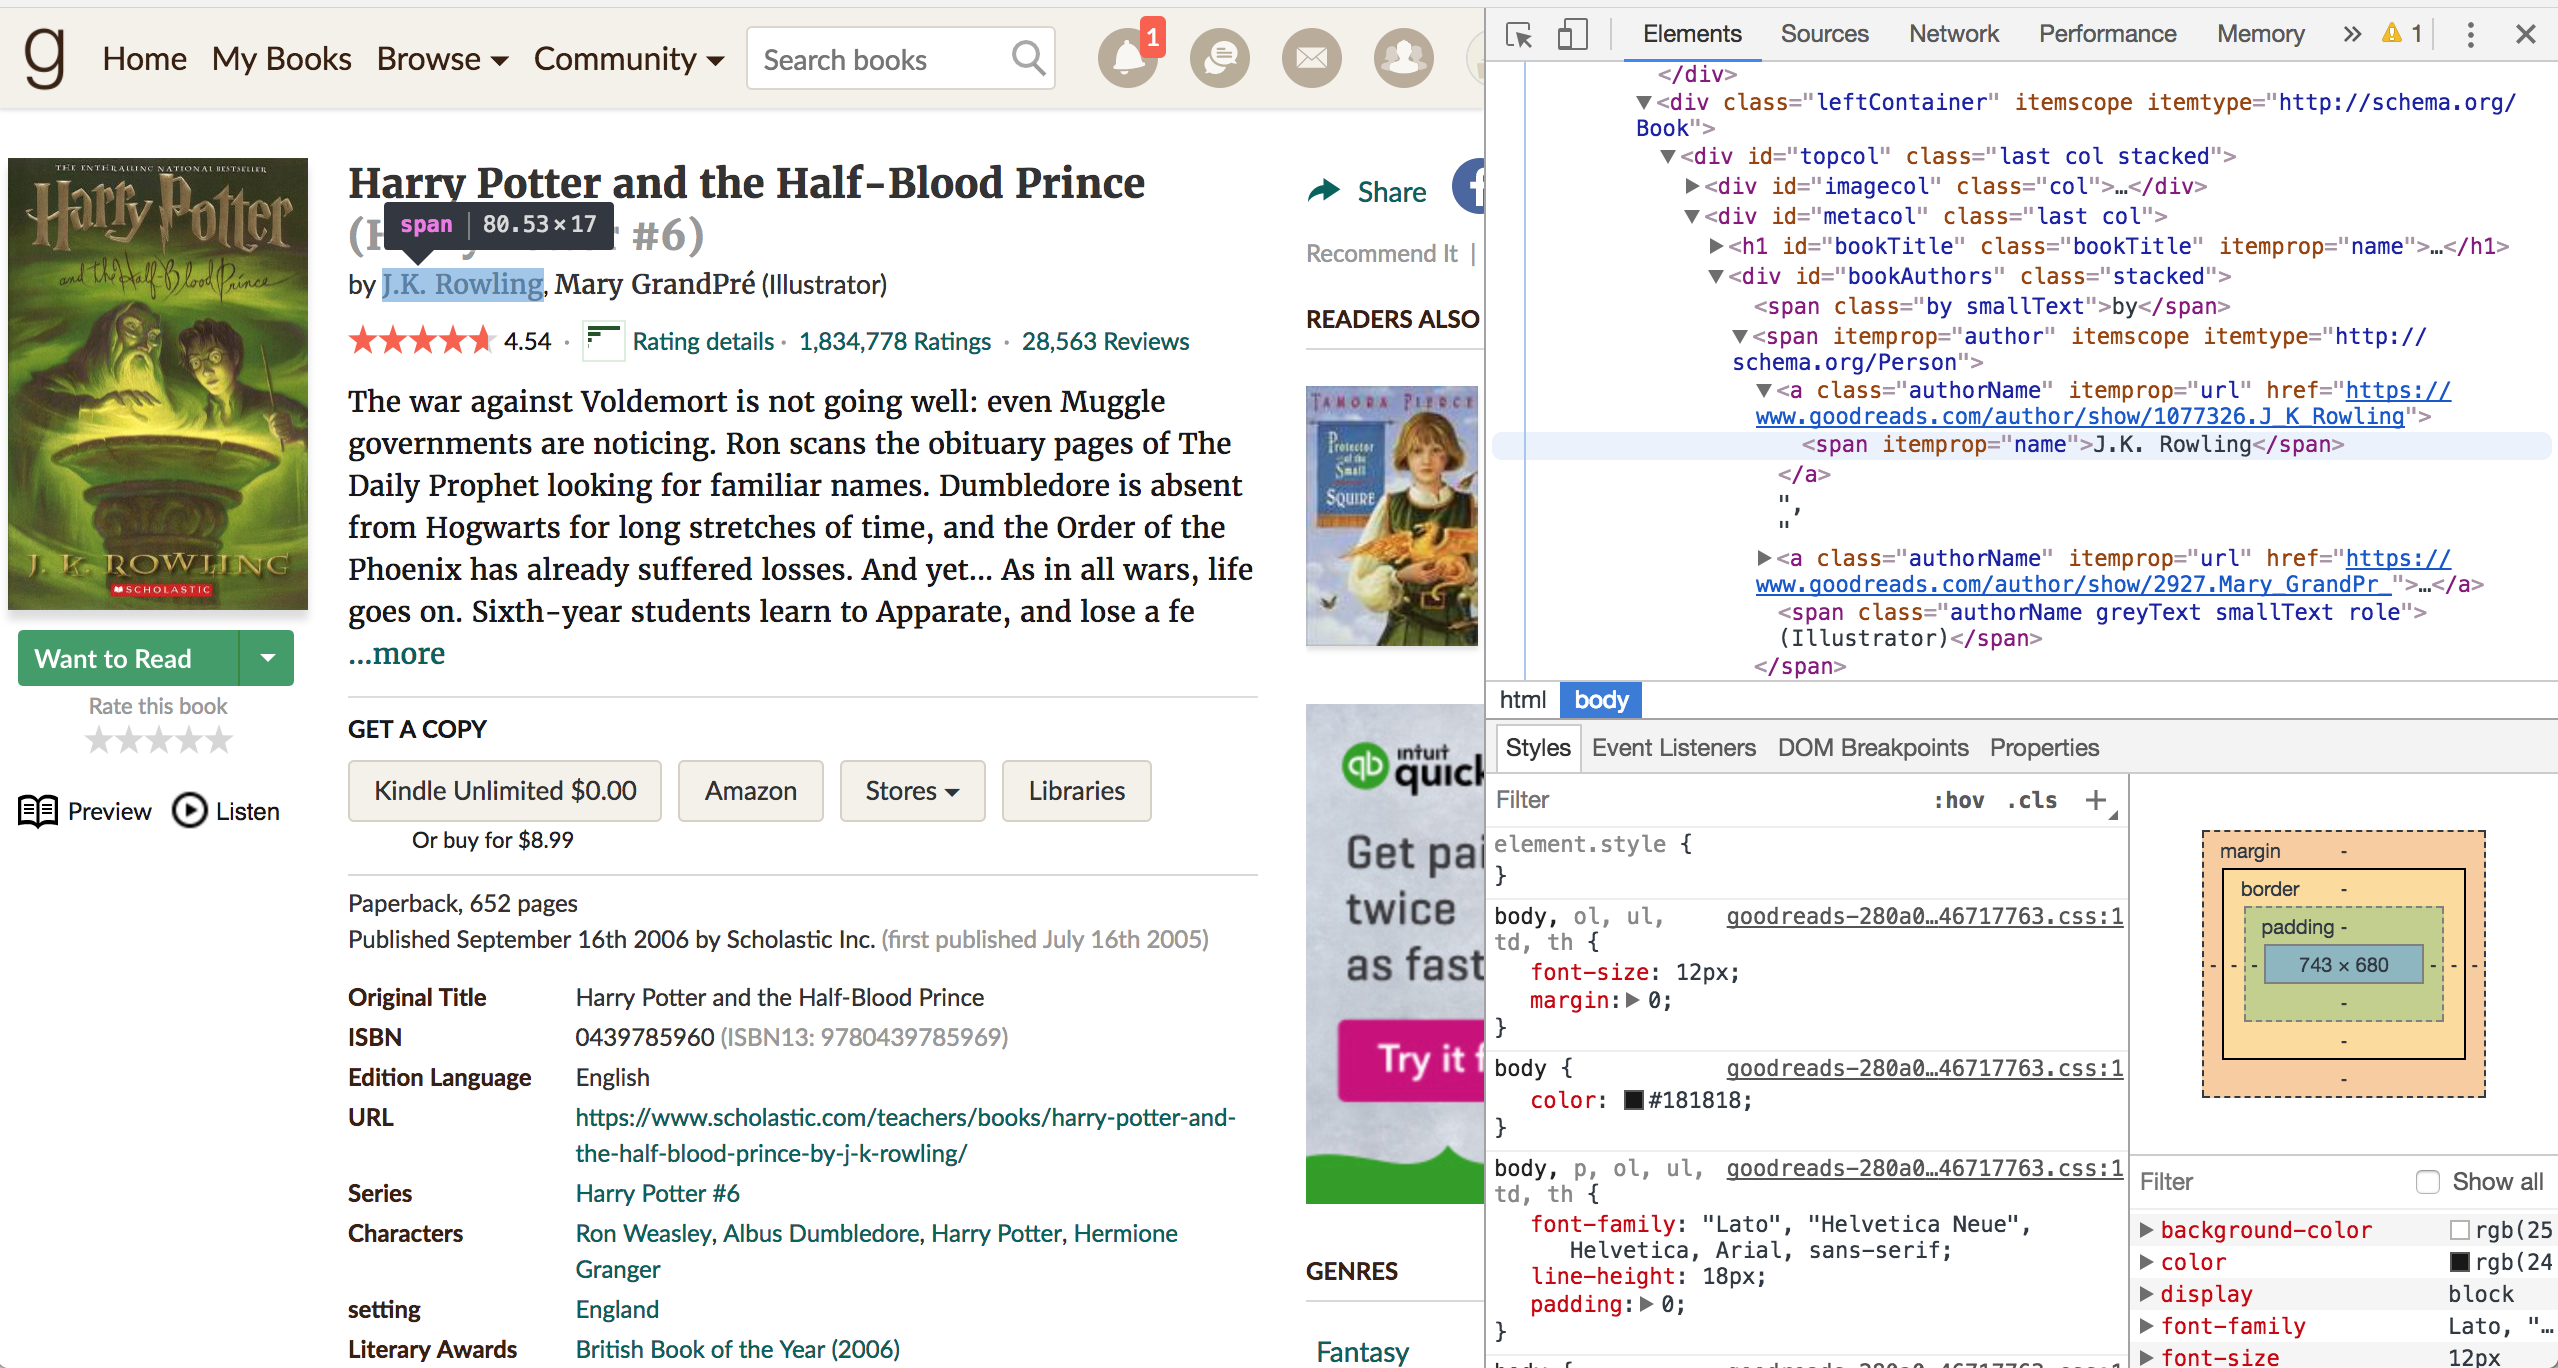 g Home My Books Browse Community Search books 1
THE ENTHRALLING NATIONAL BESTSELLER
Harry Potter
and the Half-Blood Prince
J. K. ROWLING
SCHOLASTIC
Want to Read
Rate this book
Preview Listen
Harry Potter and the Half-Blood Prince
#6)
span 80.53 × 17
by J.K. Rowling, Mary GrandPré (Illustrator)
4.54 · Rating details · 1,834,778 Ratings · 28,563 Reviews
The war against Voldemort is not going well: even Muggle
governments are noticing. Ron scans the obituary pages of The
Daily Prophet looking for familiar names. Dumbledore is absent
from Hogwarts for long stretches of time, and the Order of the
Phoenix has already suffered losses. And yet... As in all wars, life
goes on. Sixth-year students learn to Apparate, and lose a fe
...more
GET A COPY
Kindle Unlimited $0.00 Amazon Stores Libraries
Or buy for $8.99
Paperback, 652 pages
Published September 16th 2006 by Scholastic Inc. (first published July 16th 2005)
Original Title Harry Potter and the Half-Blood Prince
ISBN 0439785960 (ISBN13: 9780439785969)
Edition Language English
URL https://www.scholastic.com/teachers/books/harry-potter-and-
the-half-blood-prince-by-j-k-rowling/
Series Harry Potter #6
Characters Ron Weasley, Albus Dumbledore, Harry Potter, Hermione
Granger
setting England
Literary Awards British Book of the Year (2006)
Share f
Recommend It |
READERS ALSO
TAMORA PIERCE
Protector
of the
Small
SQUIRE
qb intuit
quick
Get pai
twice
as fast
Try it f
GENRES
Fantasy
Elements Sources Network Performance Memory » 1
</div>
<div class="leftContainer" itemscope itemtype="http://schema.org/
Book">
<div id="topcol" class="last col stacked">
<div id="imagecol" class="col">…</div>
<div id="metacol" class="last col">
<h1 id="bookTitle" class="bookTitle" itemprop="name">…</h1>
<div id="bookAuthors" class="stacked">
<span class="by smallText">by</span>
<span itemprop="author" itemscope itemtype="http://
schema.org/Person">
<a class="authorName" itemprop="url" href="https://
www.goodreads.com/author/show/1077326.J_K_Rowling">
<span itemprop="name">J.K. Rowling</span>
</a>
",
"
<a class="authorName" itemprop="url" href="https://
www.goodreads.com/author/show/2927.Mary_GrandPr_">…</a>
<span class="authorName greyText smallText role">
(Illustrator)</span>
</span>
html body
Styles Event Listeners DOM Breakpoints Properties
Filter :hov .cls +
element.style {
}
body, ol, ul, goodreads-280a0…46717763.css:1
td, th {
font-size: 12px;
margin: 0;
}
body { goodreads-280a0…46717763.css:1
color: #181818;
}
body, p, ol, ul, goodreads-280a0…46717763.css:1
td, th {
font-family: "Lato", "Helvetica Neue",
Helvetica, Arial, sans-serif;
line-height: 18px;
padding: 0;
}
margin -
border -
padding -
- - - 743 × 680 - - -
-
-
-
Filter Show all
background-color rgb(25
color rgb(24
display block
font-family Lato, "…
font-size 12px